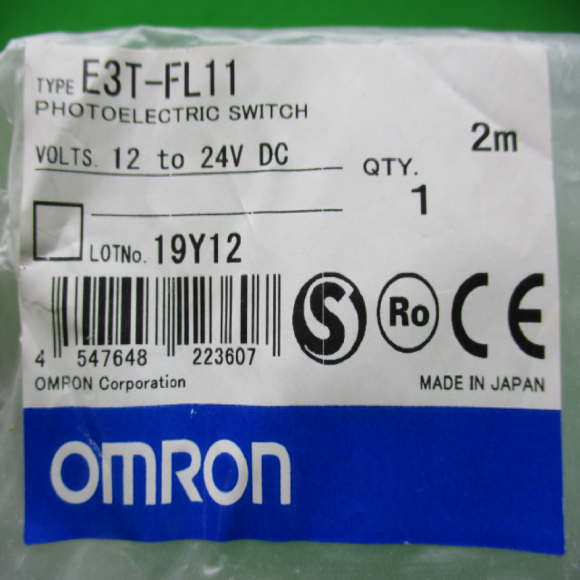 TYPE E3T-FL11
PHOTOELECTRIC SWITCH
2m
VOLTS. 12 to 24V DC
QTY.
1
LOTNo. 19Y12
S Ro CE
4 547648 223607
OMRON Corporation
MADE IN JAPAN
OMRON